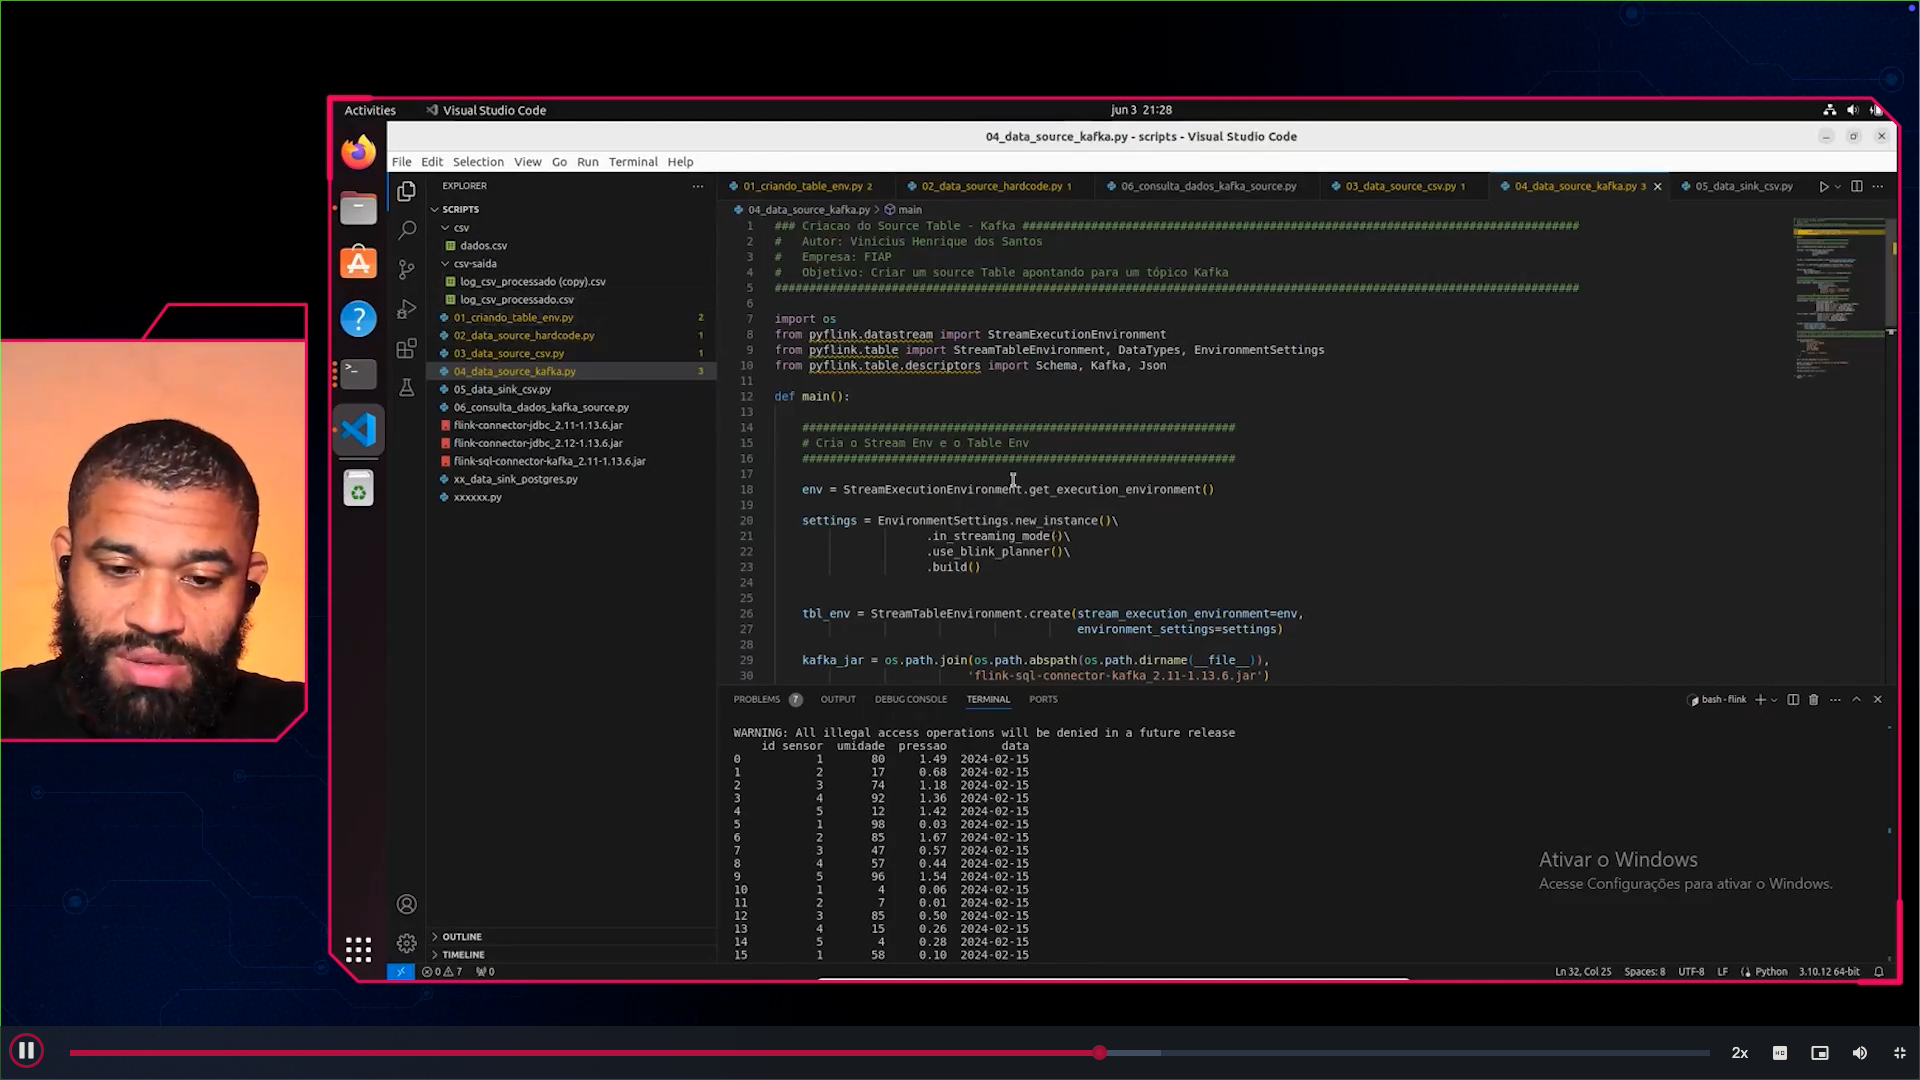 Activities
Visual Studio Code
jun 3 21:28
04_data_source_kafka.py - scripts - Visual Studio Code
File Edit Selection View Go Run Terminal Help
EXPLORER
SCRIPTS
csv
dados.csv
csv-saida
log_csv_processado (copy).csv
log_csv_processado.csv
01_criando_table_env.py 2
02_data_source_hardcode.py 1
03_data_source_csv.py 1
04_data_source_kafka.py 3
05_data_sink_csv.py
06_consulta_dados_kafka_source.py
flink-connector-jdbc_2.11-1.13.6.jar
flink-connector-jdbc_2.12-1.13.6.jar
flink-sql-connector-kafka_2.11-1.13.6.jar
xx_data_sink_postgres.py
xxxxxx.py
OUTLINE
TIMELINE
01_criando_table_env.py 2 02_data_source_hardcode.py 1 06_consulta_dados_kafka_source.py 03_data_source_csv.py 1 04_data_source_kafka.py 3 05_data_sink_csv.py
04_data_source_kafka.py > main
1 ### Criacao do Source Table - Kafka #################################################################################
2 # Autor: Vinicius Henrique dos Santos
3 # Empresa: FIAP
4 # Objetivo: Criar um source Table apontando para um tópico Kafka
5 #####################################################################################################################
6
7 import os
8 from pyflink.datastream import StreamExecutionEnvironment
9 from pyflink.table import StreamTableEnvironment, DataTypes, EnvironmentSettings
10 from pyflink.table.descriptors import Schema, Kafka, Json
11
12 def main():
13
14 ###############################################################
15 # Cria o Stream Env e o Table Env
16 ###############################################################
17
18 env = StreamExecutionEnvironment.get_execution_environment()
19
20 settings = EnvironmentSettings.new_instance()\
21 .in_streaming_mode()\
22 .use_blink_planner()\
23 .build()
24
25
26 tbl_env = StreamTableEnvironment.create(stream_execution_environment=env,
27 environment_settings=settings)
28
29 kafka_jar = os.path.join(os.path.abspath(os.path.dirname(__file__)),
30 'flink-sql-connector-kafka_2.11-1.13.6.jar')
PROBLEMS 7 OUTPUT DEBUG CONSOLE TERMINAL PORTS
bash - flink
WARNING: All illegal access operations will be denied in a future release
id sensor umidade pressao data
0 1 80 1.49 2024-02-15
1 2 17 0.68 2024-02-15
2 3 74 1.18 2024-02-15
3 4 92 1.36 2024-02-15
4 5 12 1.42 2024-02-15
5 1 98 0.03 2024-02-15
6 2 85 1.67 2024-02-15
7 3 47 0.57 2024-02-15
8 4 57 0.44 2024-02-15
9 5 96 1.54 2024-02-15
10 1 4 0.06 2024-02-15
11 2 7 0.01 2024-02-15
12 3 85 0.50 2024-02-15
13 4 15 0.26 2024-02-15
14 5 4 0.28 2024-02-15
15 1 58 0.10 2024-02-15
Ativar o Windows
Acesse Configurações para ativar o Windows.
0 7 0
Ln 32, Col 25 Spaces: 8 UTF-8 LF Python 3.10.12 64-bit
2x